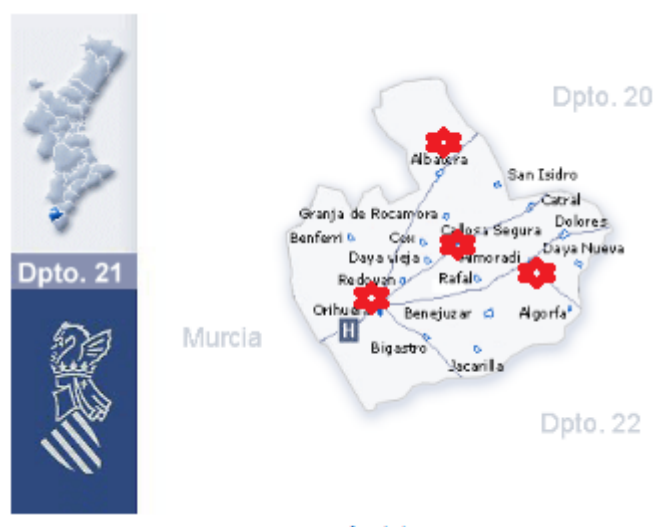 Dpto. 20
Albatera
San Isidro
Catral
Granja de Rocamora
Dolores
Callosa Segura
Benferri
Cox
Daya Nueva
Daya vieja
Almoradi
Redovan
Rafal
Orihuela
Benejuzar
Algorfa
H
Bigastro
Jacarilla
Dpto. 21
Murcia
Dpto. 22